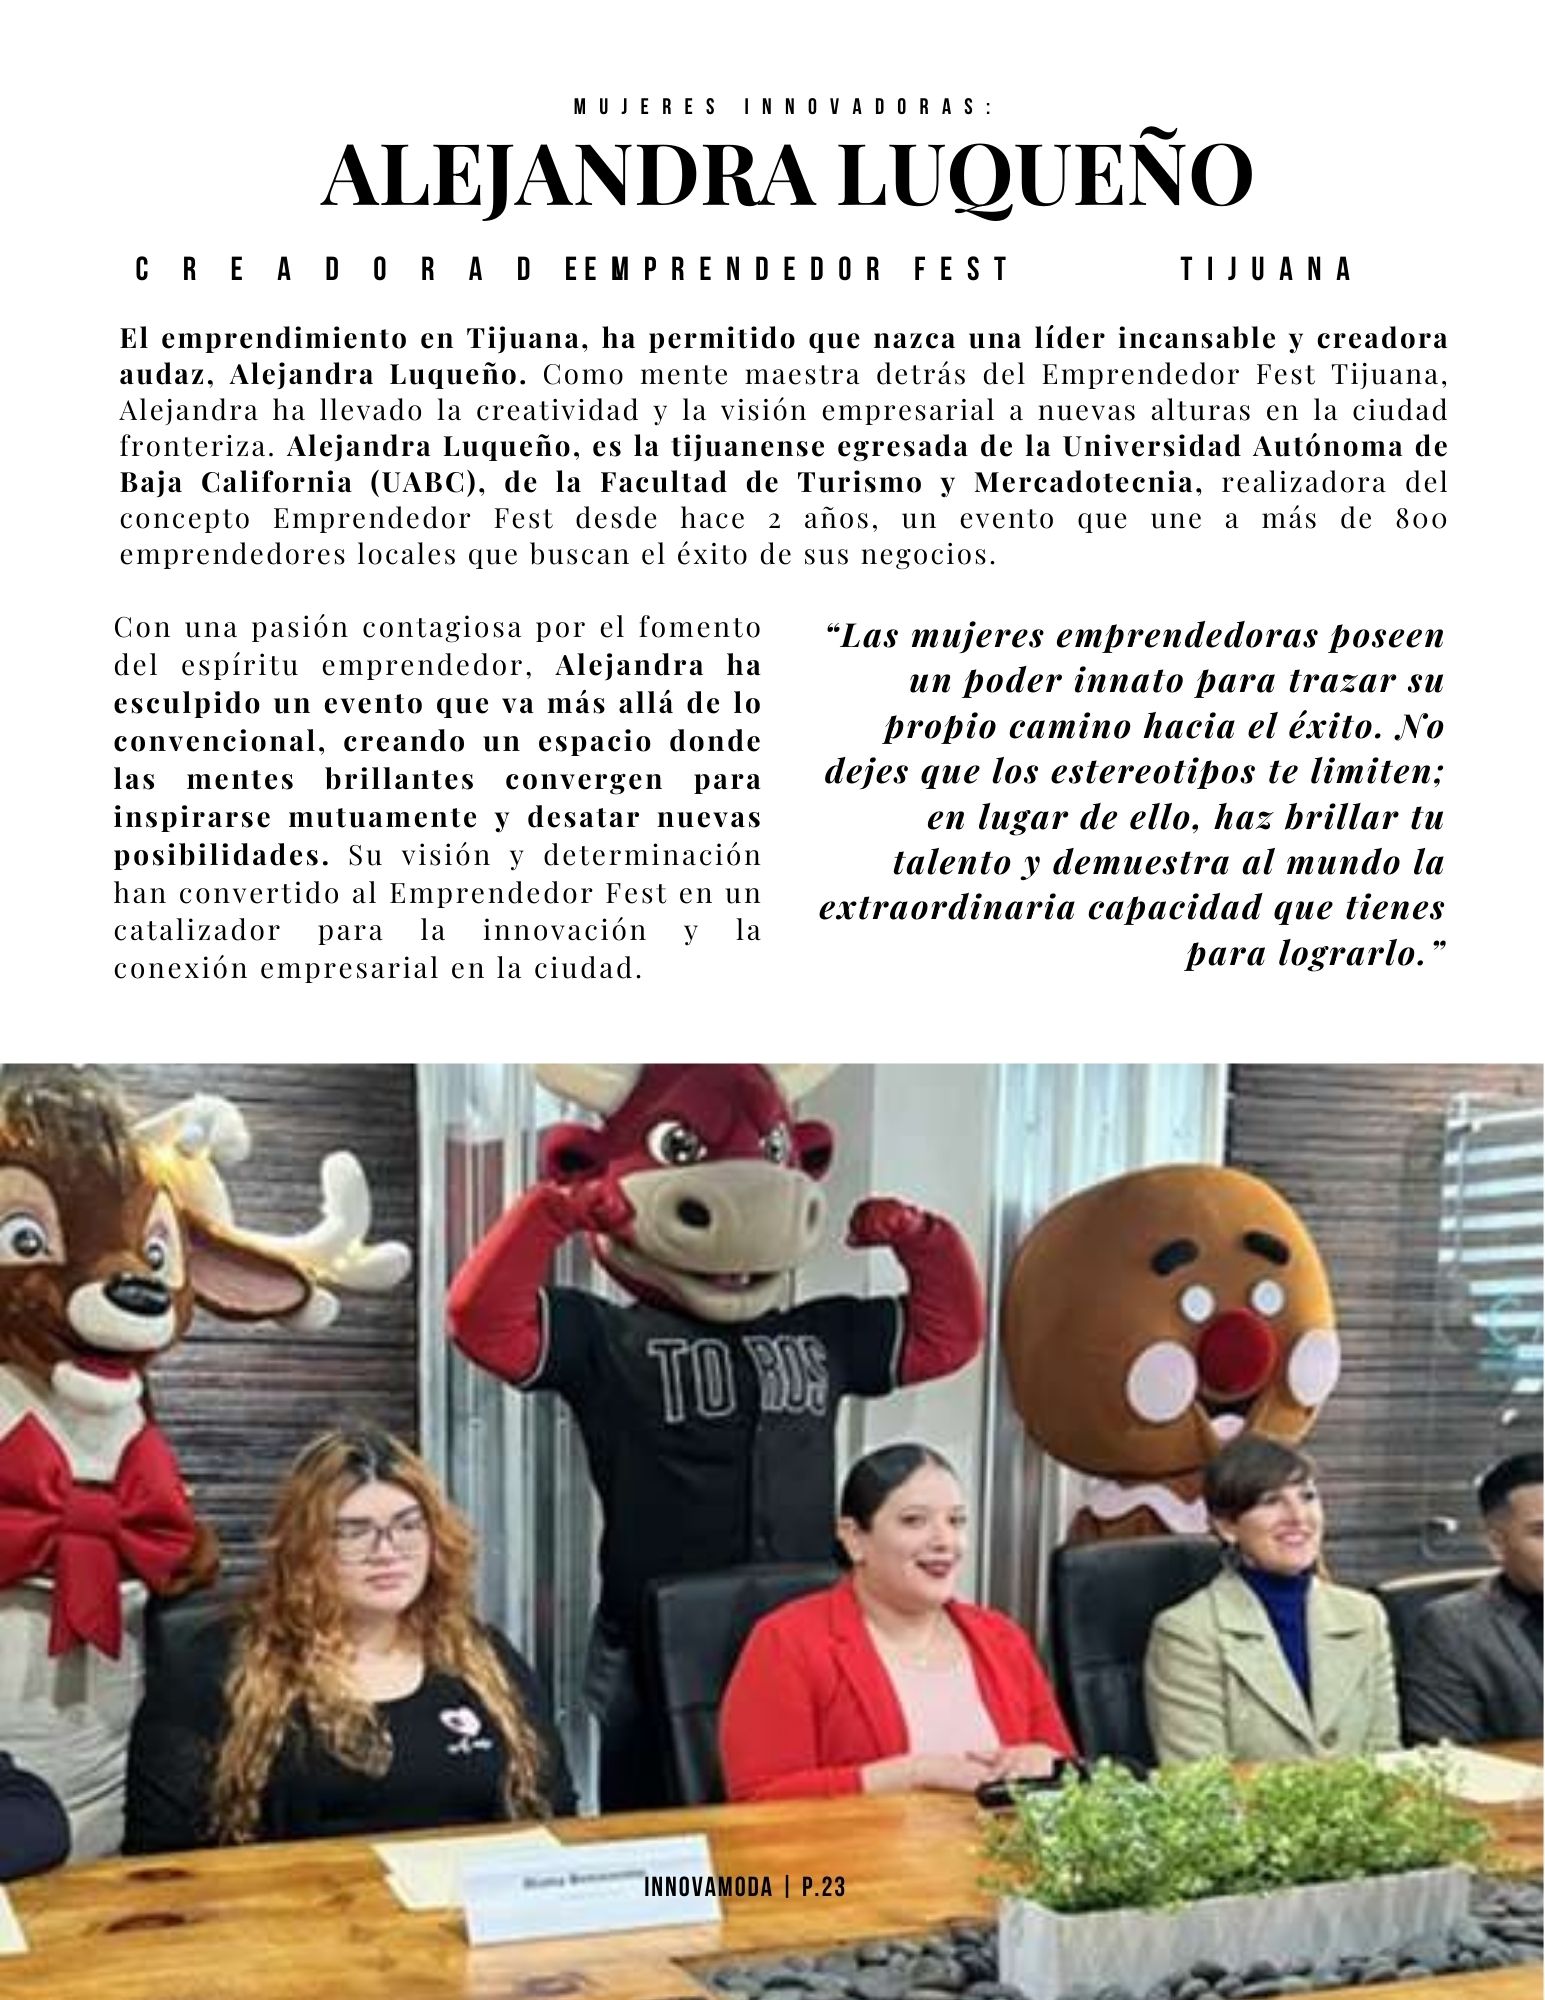 MUJERES INNOVADORAS:
ALEJANDRA LUQUEÑO
CREADORA DE EMPRENDEDOR FEST TIJUANA
El emprendimiento en Tijuana, ha permitido que nazca una líder incansable y creadora
audaz, Alejandra Luqueño. Como mente maestra detrás del Emprendedor Fest Tijuana,
Alejandra ha llevado la creatividad y la visión empresarial a nuevas alturas en la ciudad
fronteriza. Alejandra Luqueño, es la tijuanense egresada de la Universidad Autónoma de
Baja California (UABC), de la Facultad de Turismo y Mercadotecnia, realizadora del
concepto Emprendedor Fest desde hace 2 años, un evento que une a más de 800
emprendedores locales que buscan el éxito de sus negocios.
Con una pasión contagiosa por el fomento
del espíritu emprendedor, Alejandra ha
esculpido un evento que va más allá de lo
convencional, creando un espacio donde
las mentes brillantes convergen para
inspirarse mutuamente y desatar nuevas
posibilidades. Su visión y determinación
han convertido al Emprendedor Fest en un
catalizador para la innovación y la
conexión empresarial en la ciudad.
“Las mujeres emprendedoras poseen
un poder innato para trazar su
propio camino hacia el éxito. No
dejes que los estereotipos te limiten;
en lugar de ello, haz brillar tu
talento y demuestra al mundo la
extraordinaria capacidad que tienes
para lograrlo.”
TOROS
INNOVAMODA | P.23